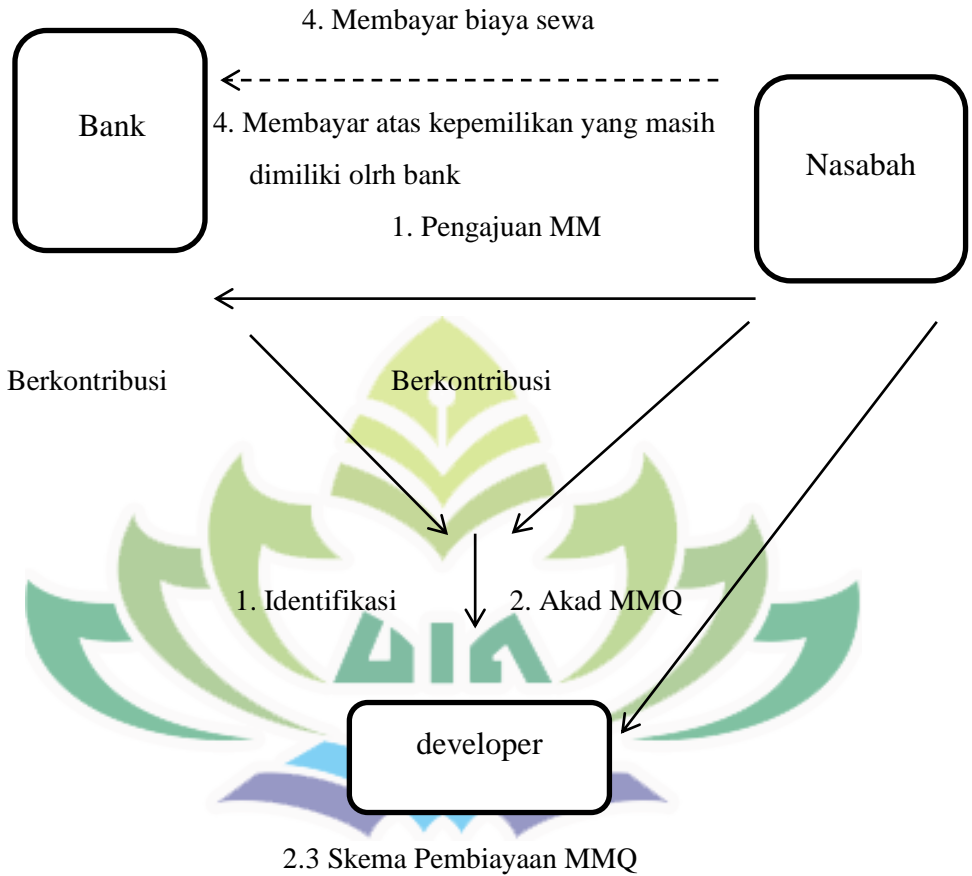 4. Membayar biaya sewa
Bank
4. Membayar atas kepemilikan yang masih
dimiliki olrh bank
Nasabah
1. Pengajuan MM
Berkontribusi
Berkontribusi
1. Identifikasi
2. Akad MMQ
UIN
developer
2.3 Skema Pembiayaan MMQ